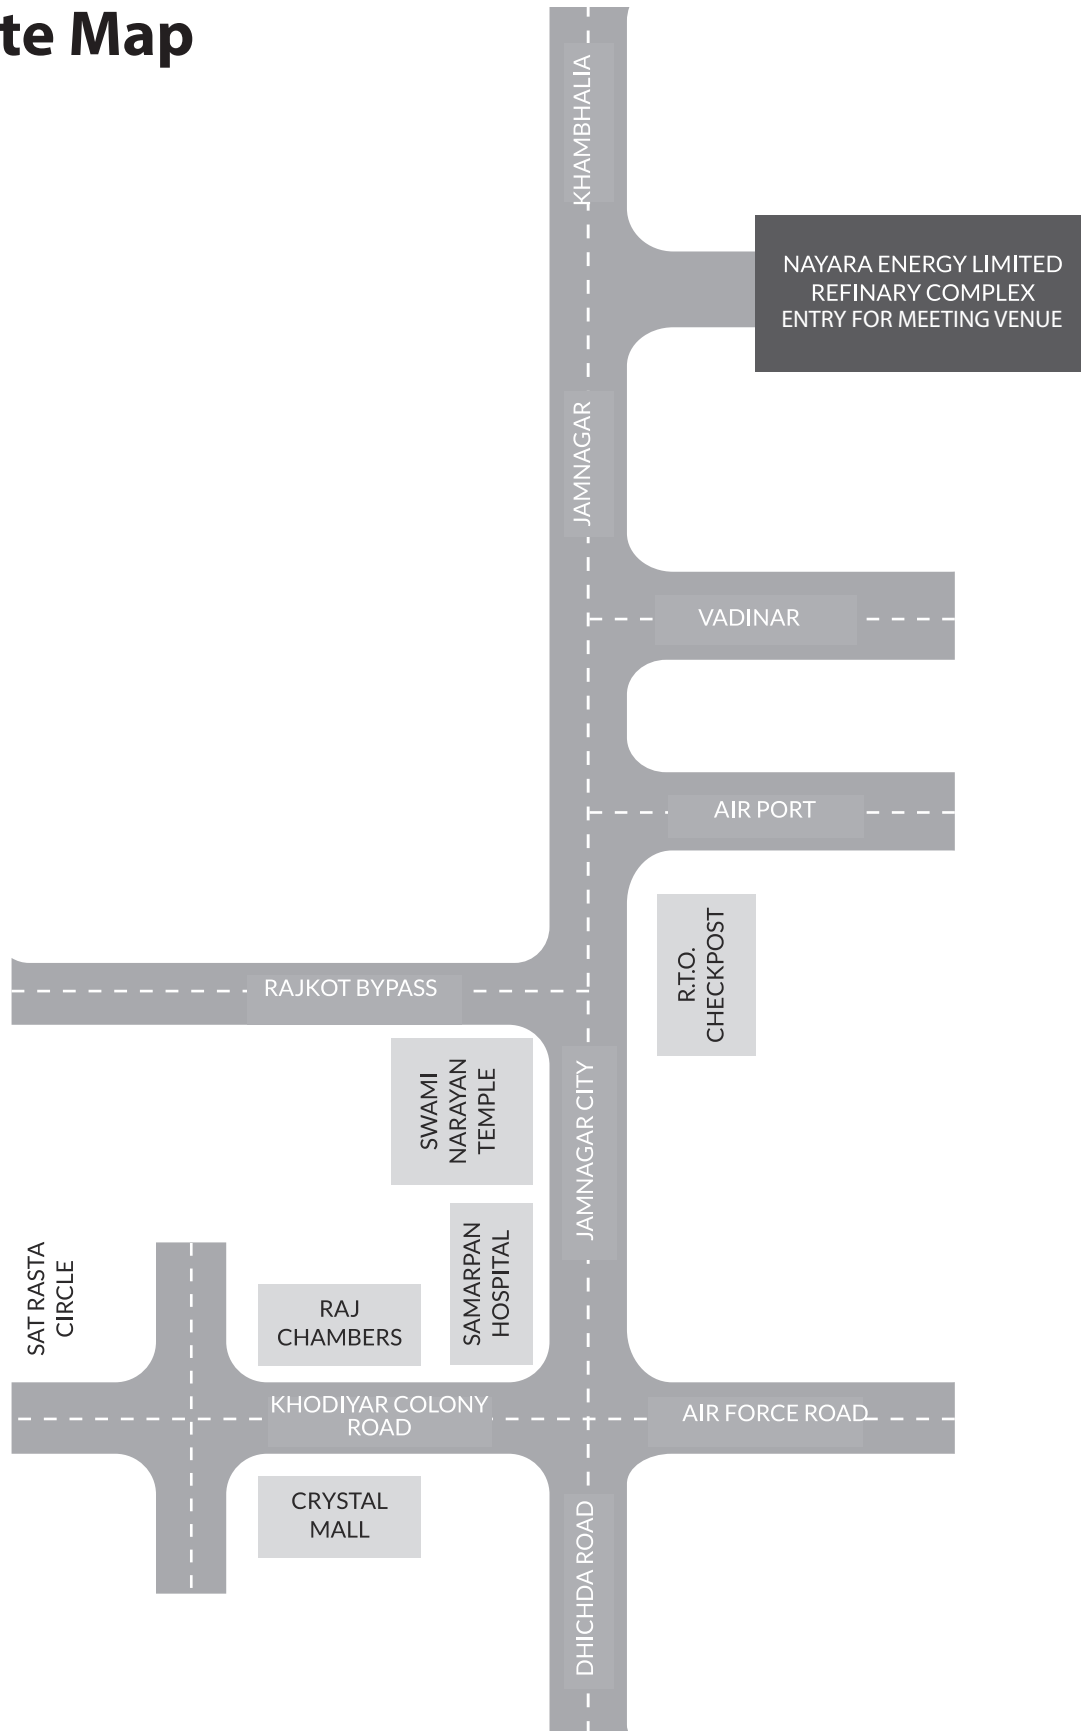 te Map
KHAMBHALIA
NAYARA ENERGY LIMITED
REFINARY COMPLEX
ENTRY FOR MEETING VENUE
JAMNAGAR
VADINAR
AIR PORT
R.T.O.
CHECKPOST
RAJKOT BYPASS
SWAMI
NARAYAN
TEMPLE
JAMNAGAR CITY
SAMARPAN
HOSPITAL
SAT RASTA
CIRCLE
RAJ
CHAMBERS
KHODIYAR COLONY
ROAD
AIR FORCE ROAD
CRYSTAL
MALL
DHICHDA ROAD